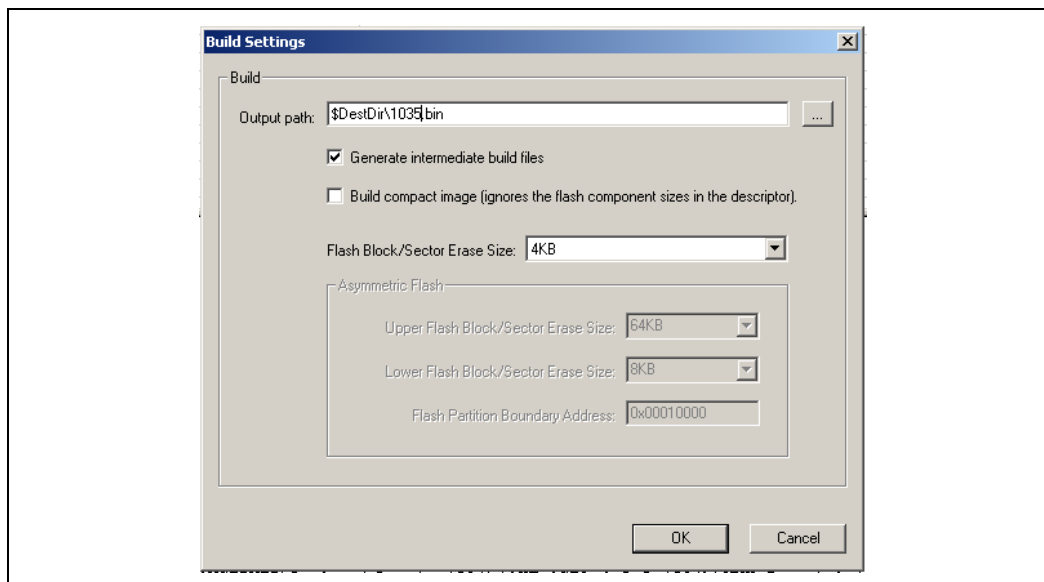 Build Settings
Build
Output path: $DestDir\1035.bin ...
Generate intermediate build files
Build compact image (ignores the flash component sizes in the descriptor).
Flash Block/Sector Erase Size: 4KB
Asymmetric Flash
Upper Flash Block/Sector Erase Size: 64KB
Lower Flash Block/Sector Erase Size: 8KB
Flash Partition Boundary Address: 0x00010000
OK Cancel